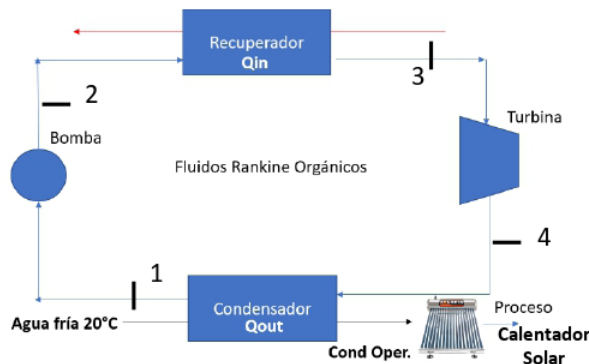 Recuperador
Qin
2
3
Turbina
Bomba
Fluidos Rankine Orgánicos
4
1
Condensador
Qout
Agua fría 20°C
Cond Oper.
Proceso
Calentador
Solar